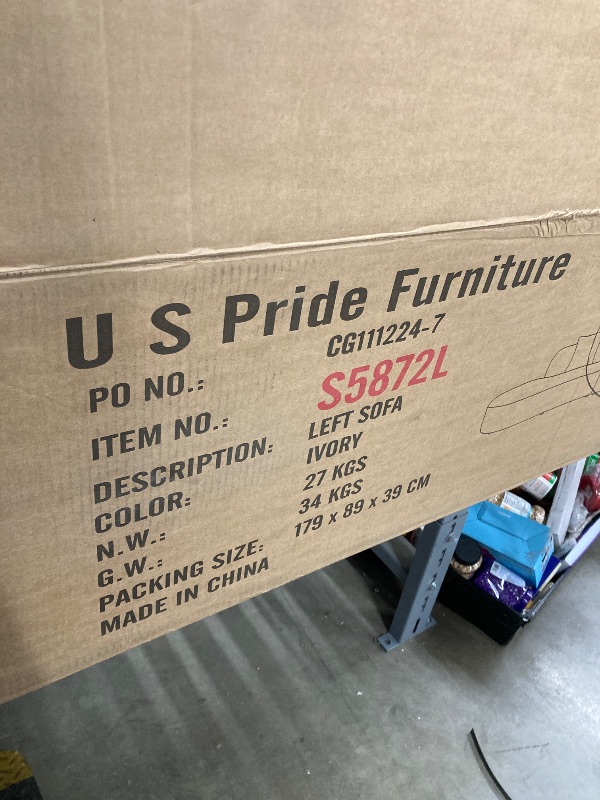 U S Pride Furniture
PO NO.: CG111224-7
ITEM NO.: S5872L
DESCRIPTION: LEFT SOFA
COLOR: IVORY
N.W.: 27 KGS
G.W.: 34 KGS
PACKING SIZE: 179 x 89 x 39 CM
MADE IN CHINA